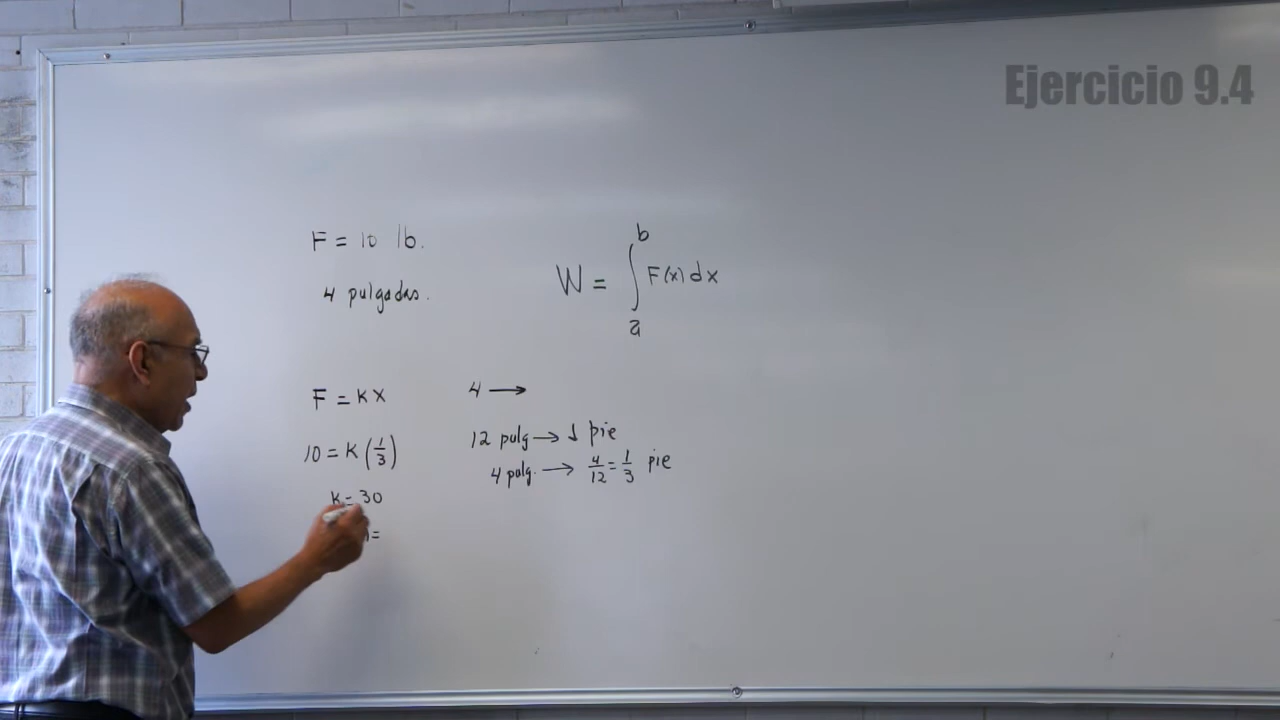 Ejercicio 9.4
F = 10 lb.
4 pulgadas.
W = ∫ₐᵇ F(x) dx
F = K x
10 = K (1/3)
K = 30
) =
4 →
12 pulg → 1 pie
4 pulg. → 4/12 = 1/3 pie